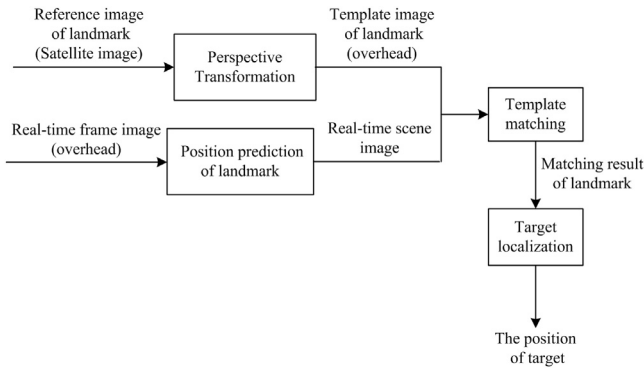 Reference image
of landmark
(Satellite image)
Perspective
Transformation
Template image
of landmark
(overhead)
Real-time frame image
(overhead)
Position prediction
of landmark
Real-time scene
image
Template
matching
Matching result
of landmark
Target
localization
The position
of target